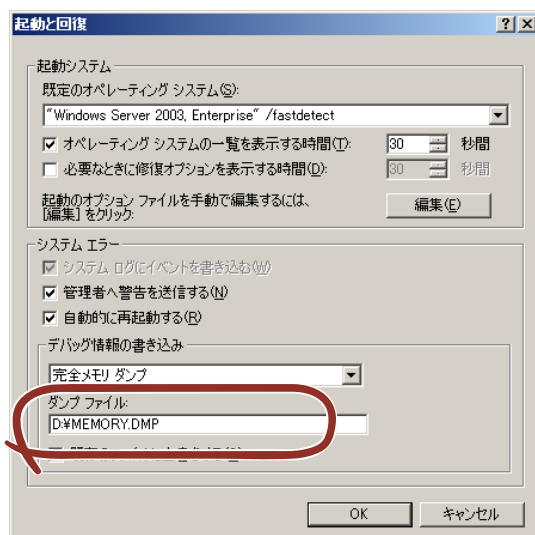 起動と回復
起動システム
既定のオペレーティング システム(S):
"Windows Server 2003, Enterprise" /fastdetect
オペレーティング システムの一覧を表示する時間(T): 30 秒間
必要なときに修復オプションを表示する時間(D): 30 秒間
起動のオプション ファイルを手動で編集するには、
[編集] をクリック:
編集(E)
システム エラー
システム ログにイベントを書き込む(W)
管理者へ警告を送信する(N)
自動的に再起動する(R)
デバッグ情報の書き込み
完全メモリ ダンプ
ダンプ ファイル:
D:¥MEMORY.DMP
OK キャンセル